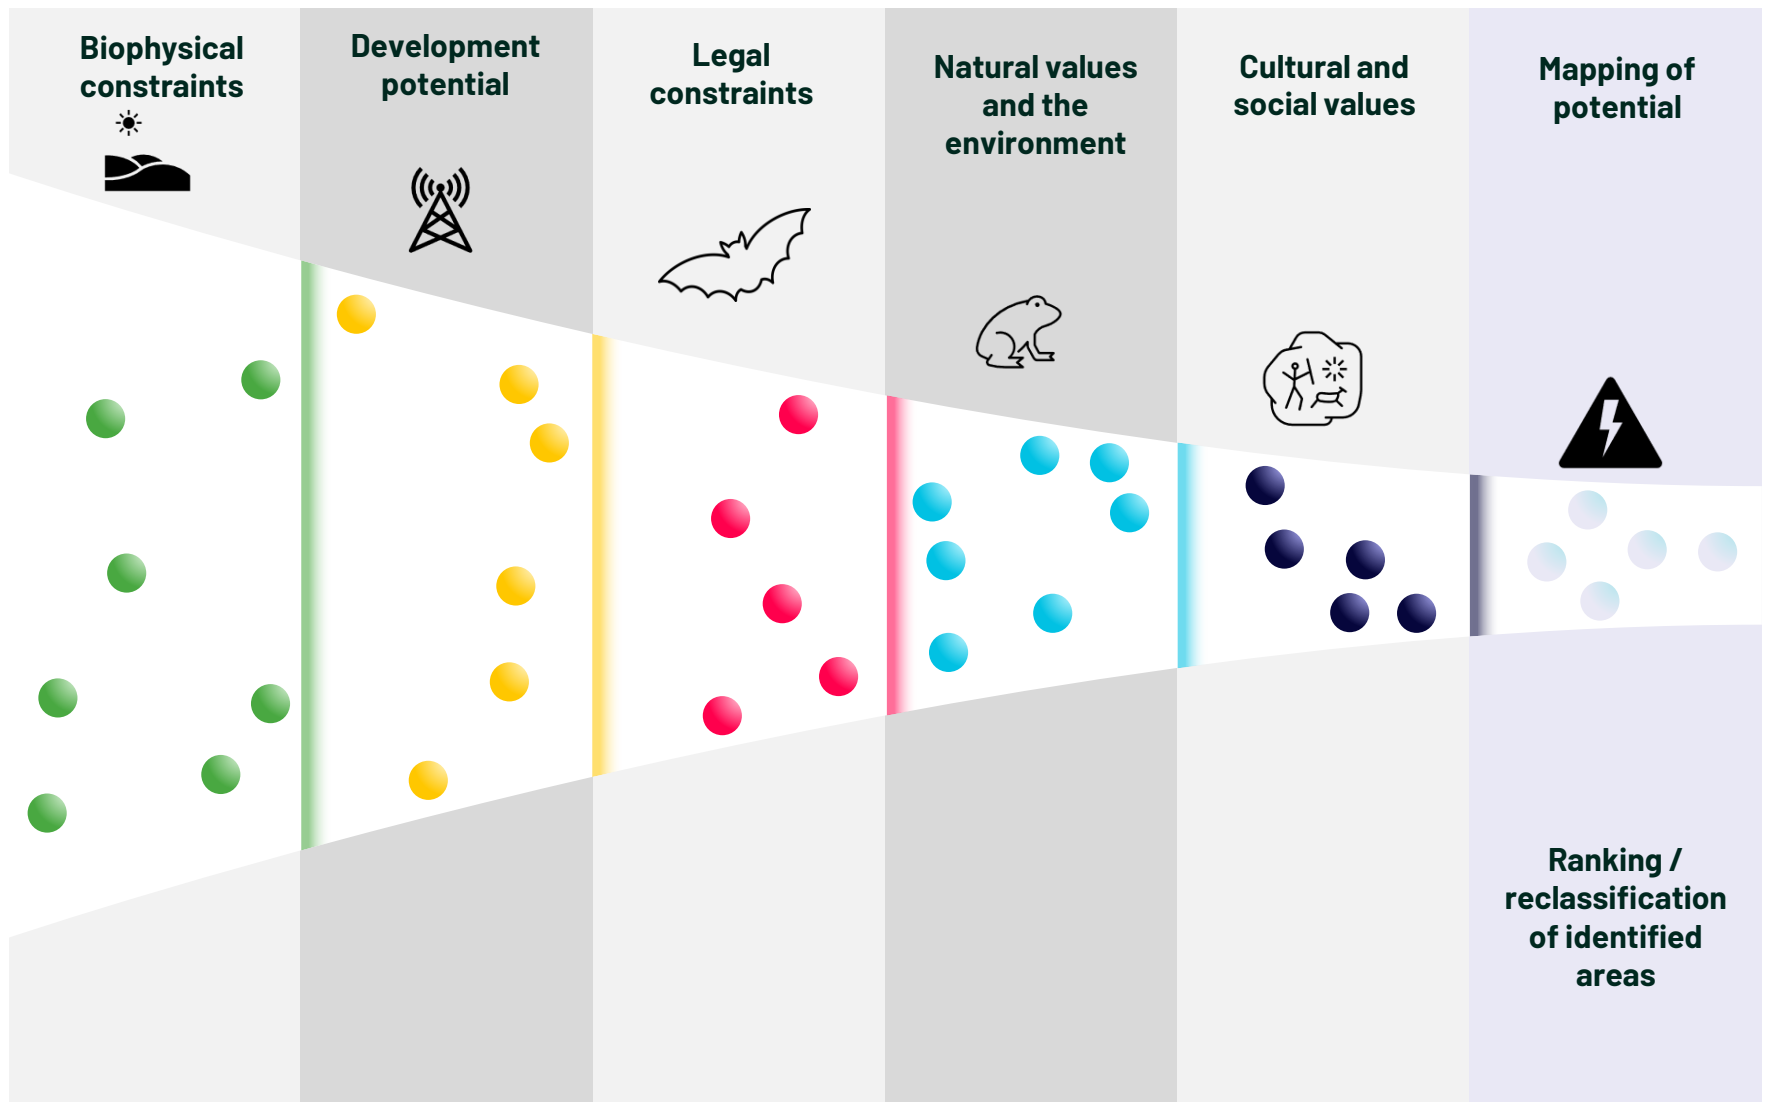 Biophysical
constraints
Development
potential
Legal
constraints
Natural values
and the
environment
Cultural and
social values
Mapping of
potential
Ranking /
reclassification
of identified
areas